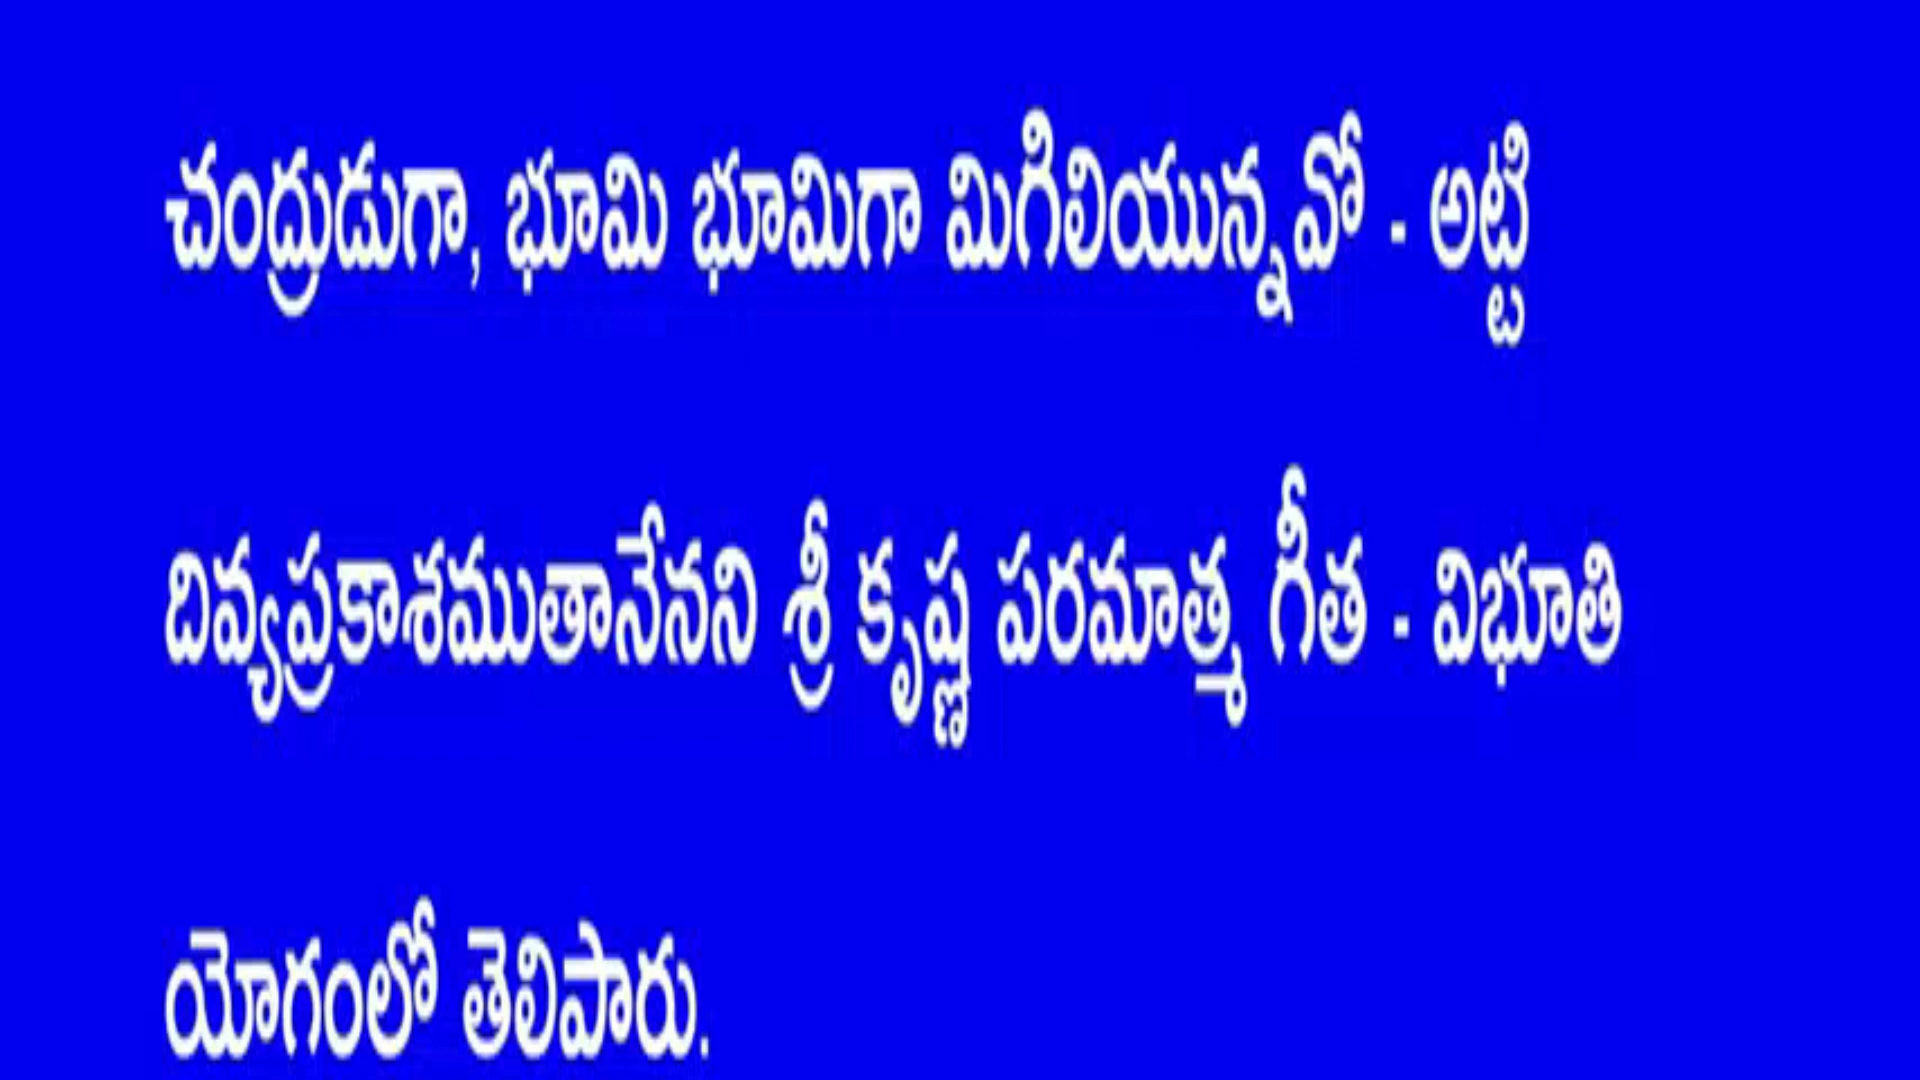 చంద్రుడుగా, భూమి భూమిగా మిగిలియున్నవో - అట్టి
దివ్యప్రకాశముతానేనని శ్రీ కృష్ణ పరమాత్మ గీత - విభూతి
యోగంలో తెలిపారు.